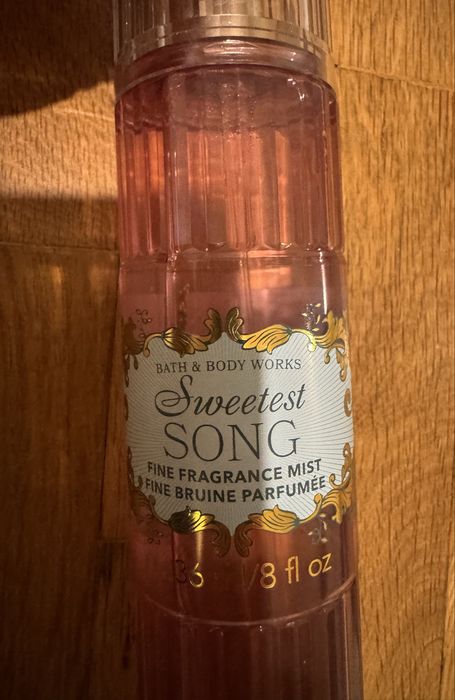 BATH & BODY WORKS
Sweetest
SONG
FINE FRAGRANCE MIST
FINE BRUINE PARFUMÉE
8 fl oz